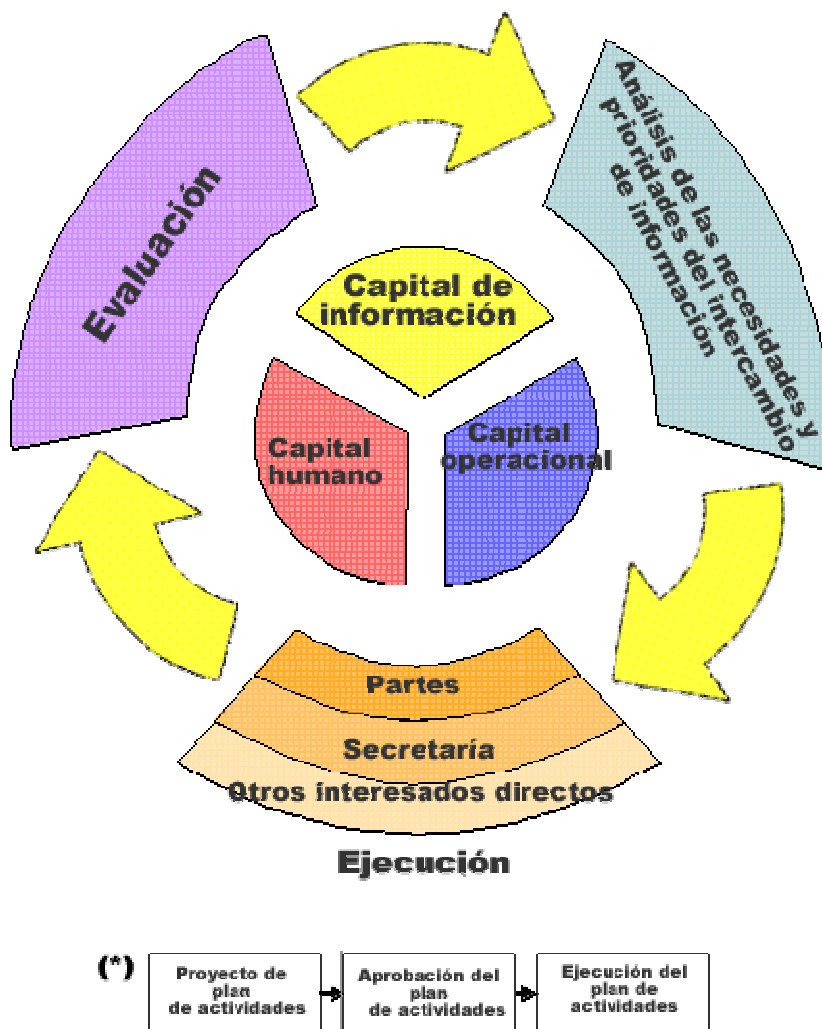 Evaluación
Análisis de las necesidades y
prioridades del intercambio
de información
Capital de
información
Capital
humano
Capital
operacional
Partes
Secretaría
Otros interesados directos
Ejecución
(*)
Proyecto de
plan
de actividades
Aprobación del
plan
de actividades
Ejecución del
plan de
actividades